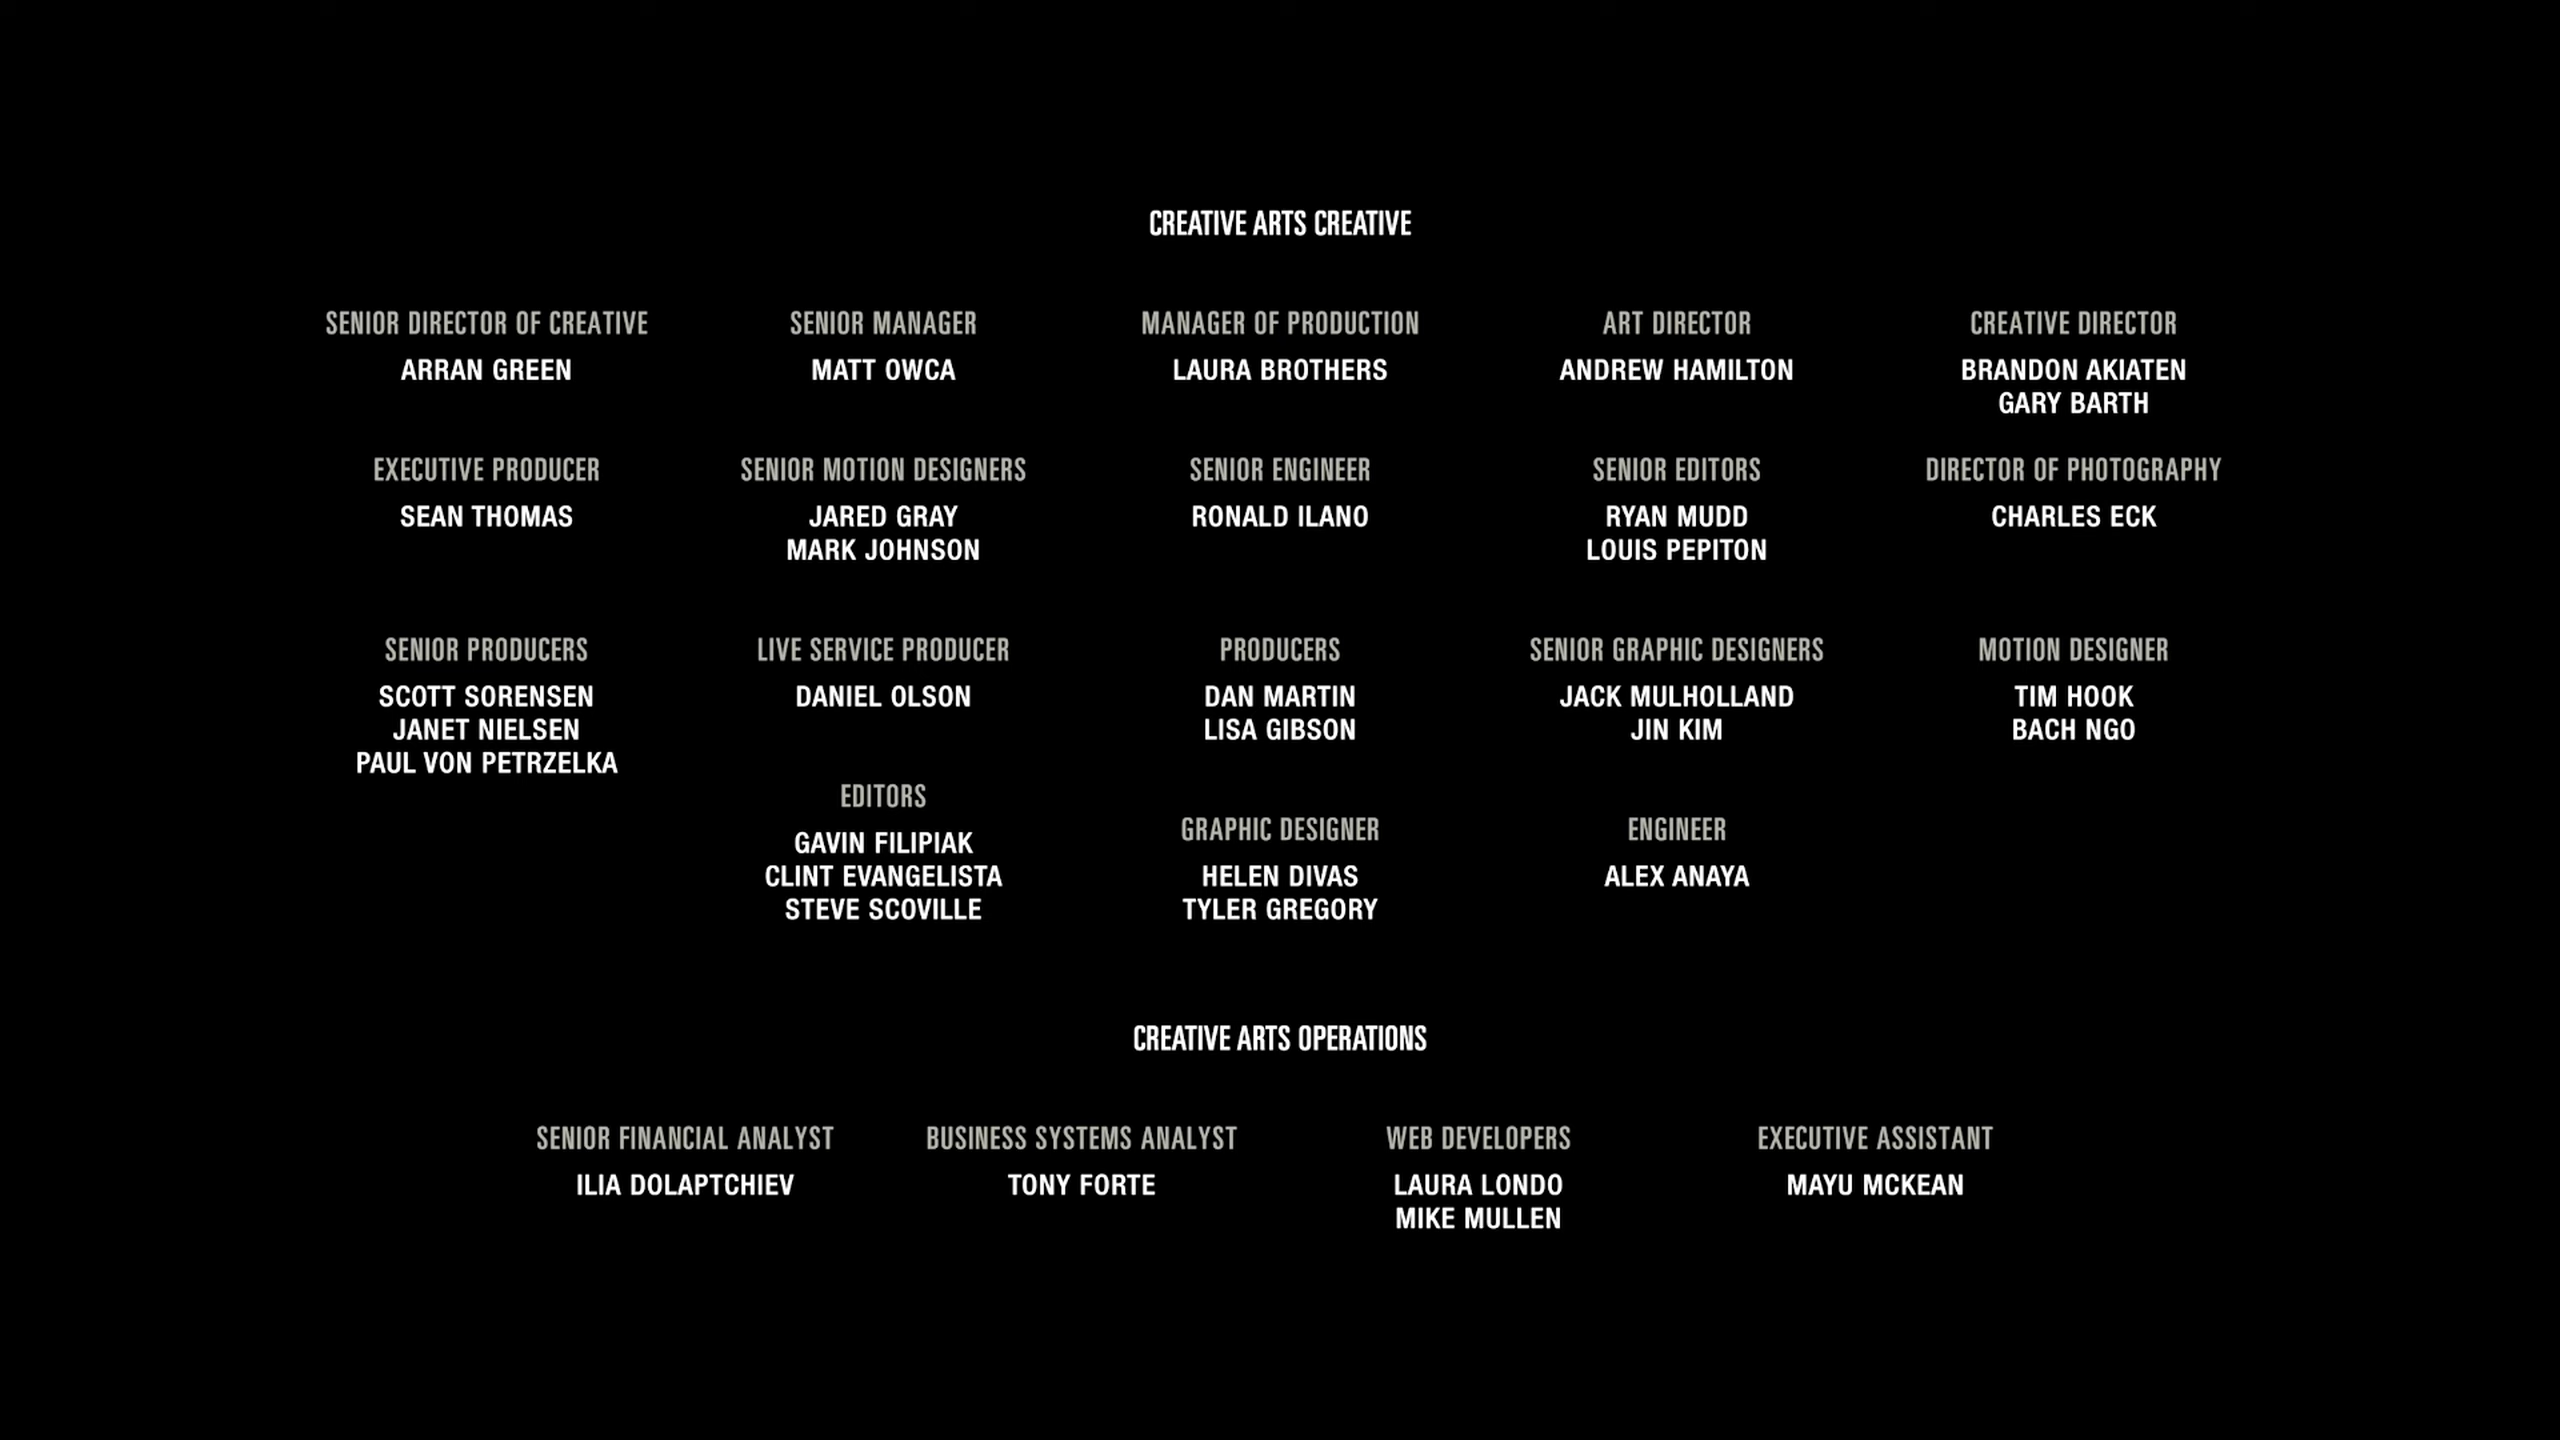 CREATIVE ARTS CREATIVE
SENIOR DIRECTOR OF CREATIVE
ARRAN GREEN
SENIOR MANAGER
MATT OWCA
MANAGER OF PRODUCTION
LAURA BROTHERS
ART DIRECTOR
ANDREW HAMILTON
CREATIVE DIRECTOR
BRANDON AKIATEN
GARY BARTH
EXECUTIVE PRODUCER
SEAN THOMAS
SENIOR MOTION DESIGNERS
JARED GRAY
MARK JOHNSON
SENIOR ENGINEER
RONALD ILANO
SENIOR EDITORS
RYAN MUDD
LOUIS PEPITON
DIRECTOR OF PHOTOGRAPHY
CHARLES ECK
SENIOR PRODUCERS
SCOTT SORENSEN
JANET NIELSEN
PAUL VON PETRZELKA
LIVE SERVICE PRODUCER
DANIEL OLSON
PRODUCERS
DAN MARTIN
LISA GIBSON
SENIOR GRAPHIC DESIGNERS
JACK MULHOLLAND
JIN KIM
MOTION DESIGNER
TIM HOOK
BACH NGO
EDITORS
GAVIN FILIPIAK
CLINT EVANGELISTA
STEVE SCOVILLE
GRAPHIC DESIGNER
HELEN DIVAS
TYLER GREGORY
ENGINEER
ALEX ANAYA
CREATIVE ARTS OPERATIONS
SENIOR FINANCIAL ANALYST
ILIA DOLAPTCHIEV
BUSINESS SYSTEMS ANALYST
TONY FORTE
WEB DEVELOPERS
LAURA LONDO
MIKE MULLEN
EXECUTIVE ASSISTANT
MAYU MCKEAN